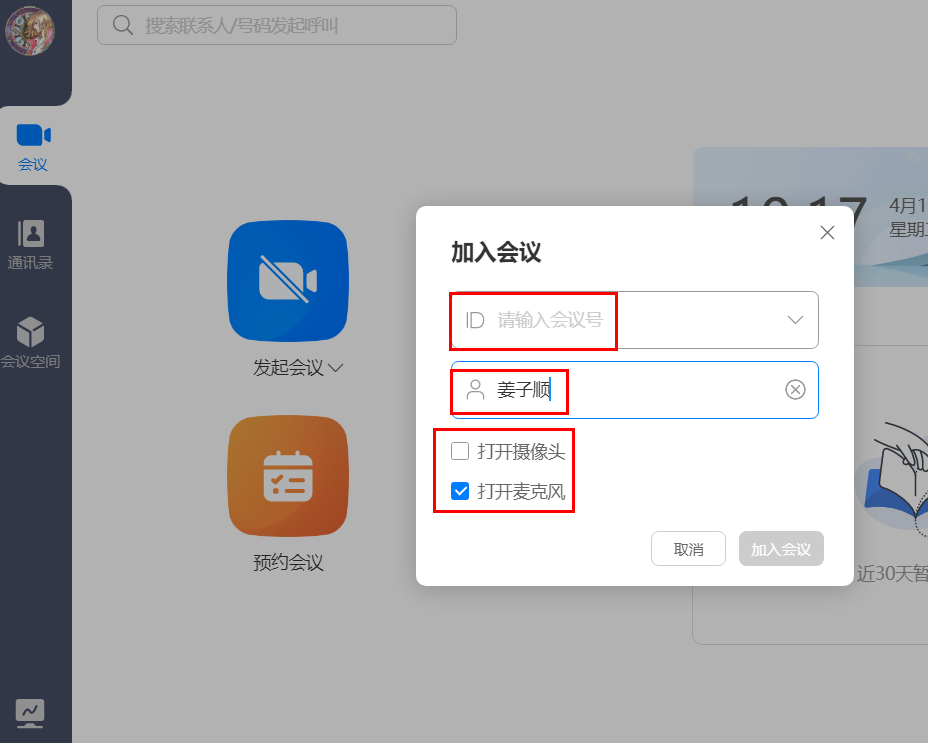 搜索联系人/号码发起呼叫
会议
通讯录
会议空间
发起会议
预约会议
4月1
星期
加入会议
ID 请输入会议号
姜子顺
打开摄像头
打开麦克风
取消
加入会议
近30天暂